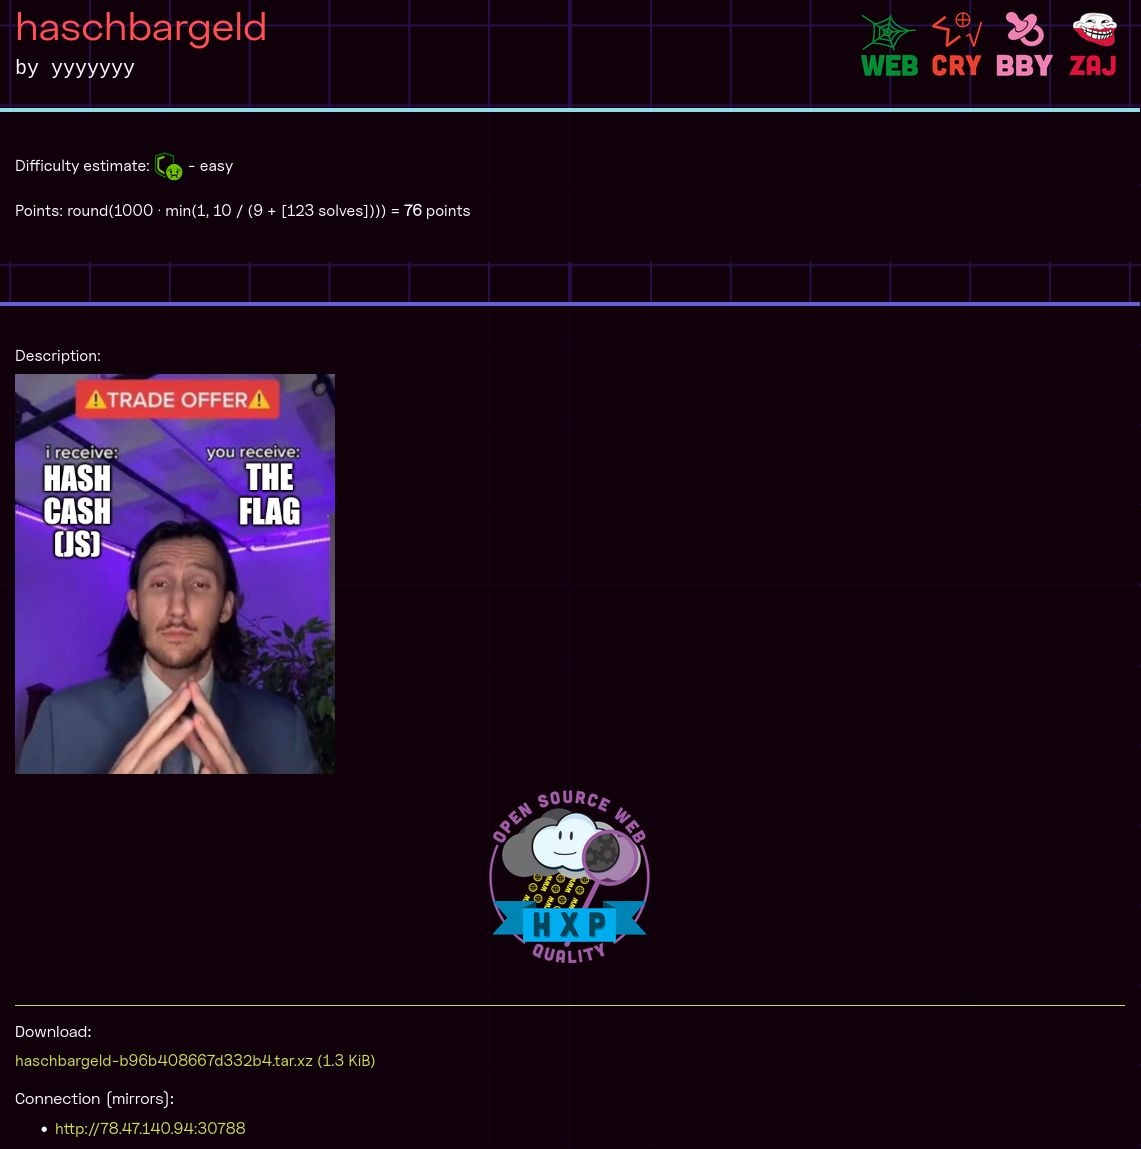 haschbargeld
by yyyyyyy
WEB CRY BBY ZAJ
Difficulty estimate: - easy
Points: round(1000 · min(1, 10 / (9 + [123 solves]))) = 76 points
Description:
⚠TRADE OFFER⚠
i receive: you receive:
HASH THE
CASH FLAG
(JS)
OPEN SOURCE WEB
HXP
QUALITY
Download:
haschbargeld-b96b408667d332b4.tar.xz (1.3 KiB)
Connection (mirrors):
• http://78.47.140.94:30788